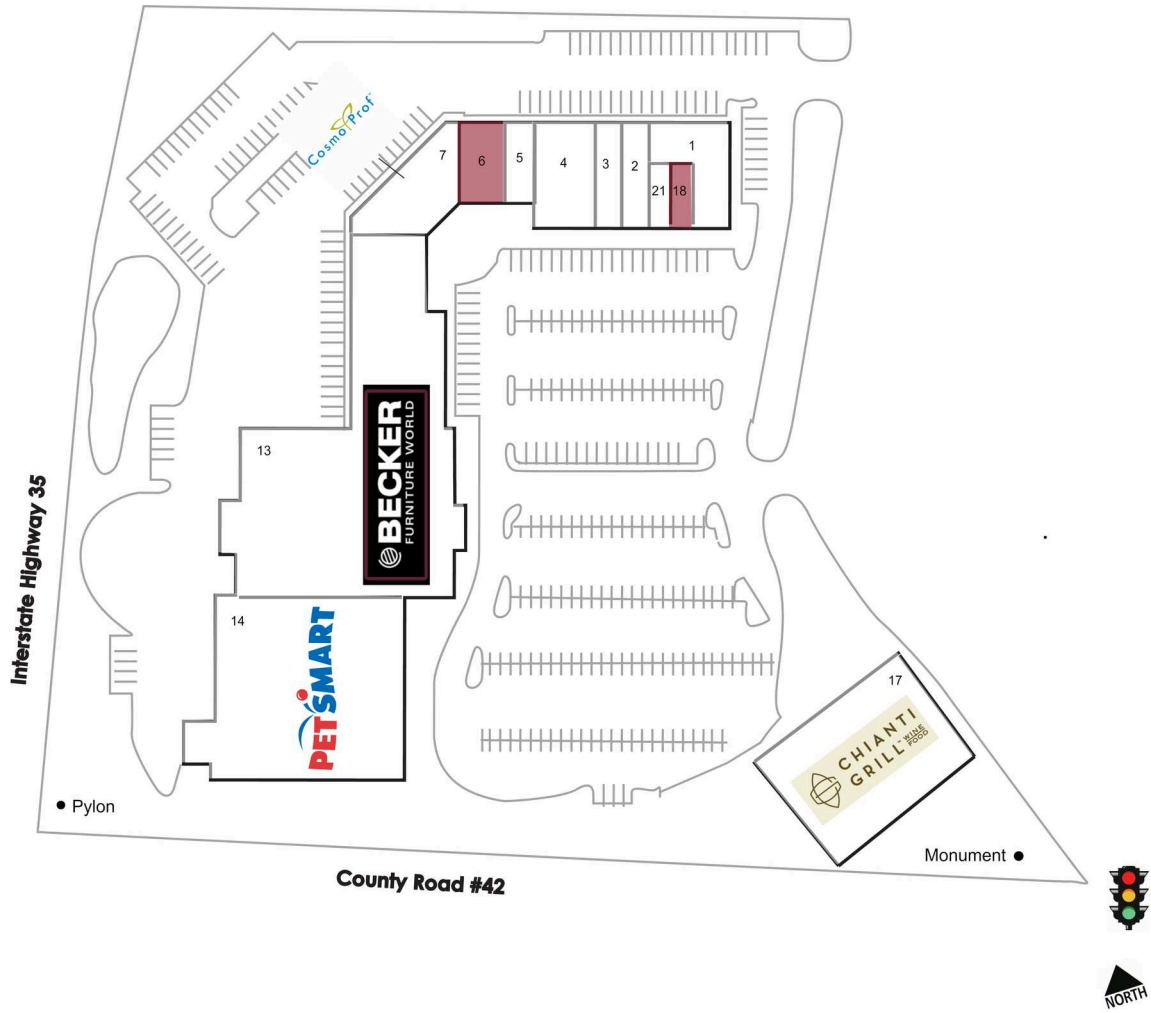 CosmoProf
7
6
5
4
3
2
1
21
18
13
BECKER
FURNITURE WORLD
14
PETSMART
17
CHIANTI
GRILL™
WINE
FOOD
Interstate Highway 35
Pylon
Monument
County Road #42
NORTH